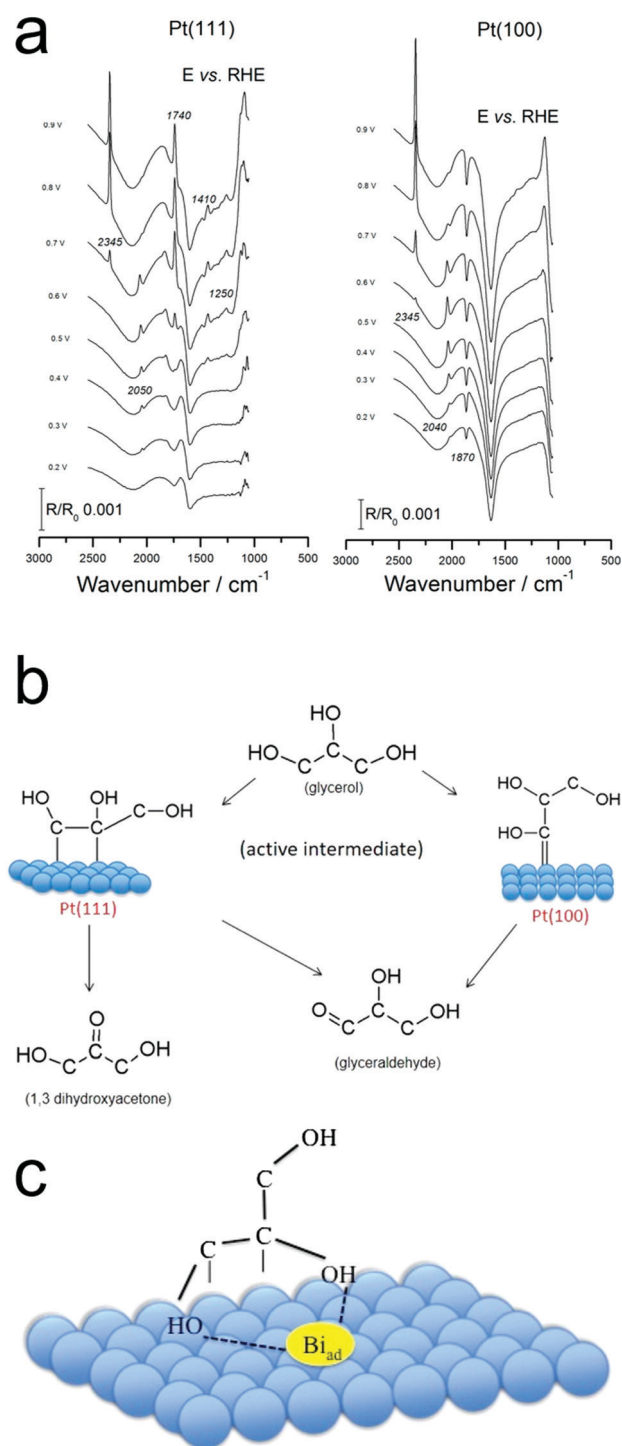 a
Pt(111)
E vs. RHE
0.9 V
1740
0.8 V
1410
2345
0.7 V
1250
0.6 V
0.5 V
0.4 V
2050
0.3 V
0.2 V
R/R0 0.001
3000 2500 2000 1500 1000 500
Wavenumber / cm-1
Pt(100)
E vs. RHE
0.9 V
0.8 V
0.7 V
0.6 V
2345
0.5 V
0.4 V
0.3 V
2040
0.2 V
1870
R/R0 0.001
3000 2500 2000 1500 1000 500
Wavenumber / cm-1
b
HO
HO C C C OH
(glycerol)
HO OH C OH
C C
Pt(111)
(active intermediate)
HO C C OH
HO C
Pt(100)
O
HO C C C OH
(1,3 dihydroxyacetone)
OH
O C C C OH
(glyceraldehyde)
c
OH
C
C C
OH
HO
Biad